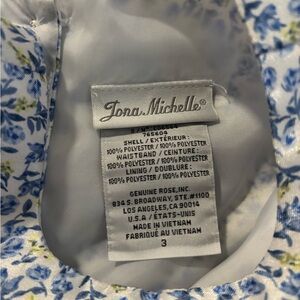 Jona Michelle®
765609
SHELL / EXTÉRIEUR:
100% POLYESTER / 100% POLYESTER
WAISTBAND / CEINTURE:
100% POLYESTER / 100% POLYESTER
LINING / DOUBLURE:
100% POLYESTER / 100% POLYESTER
GENUINE ROSE, INC.
834 S. BROADWAY, STE.#1100
LOS ANGELES, CA 90014
U.S.A / ÉTATS-UNIS
MADE IN VIETNAM
FABRIQUÉ AU VIETNAM
3